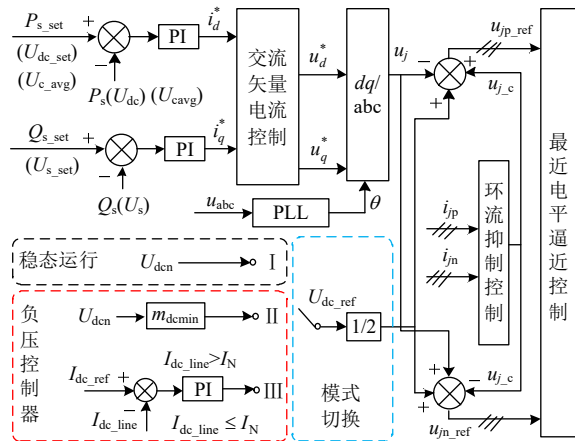 P_s_set
(U_dc_set)
(U_c_avg)
+
−
PI
i_d^*
P_s(U_dc) (U_cavg)
Q_s_set
(U_s_set)
+
−
PI
i_q^*
Q_s(U_s)
交流
矢量
电流
控制
u_d^*
u_q^*
dq/
abc
u_abc
PLL
θ
u_j
−
+
+
u_jp_ref
u_j_c
i_jp
i_jn
环流抑制控制
最近电平逼近控制
稳态运行
U_dcn
I
负压控制器
U_dcn
m_dcmin
II
I_dc_ref
+
−
I_dc_line
I_dc_line>I_N
PI
III
I_dc_line ≤ I_N
U_dc_ref
1/2
模式
切换
+
+
−
u_j_c
u_jn_ref